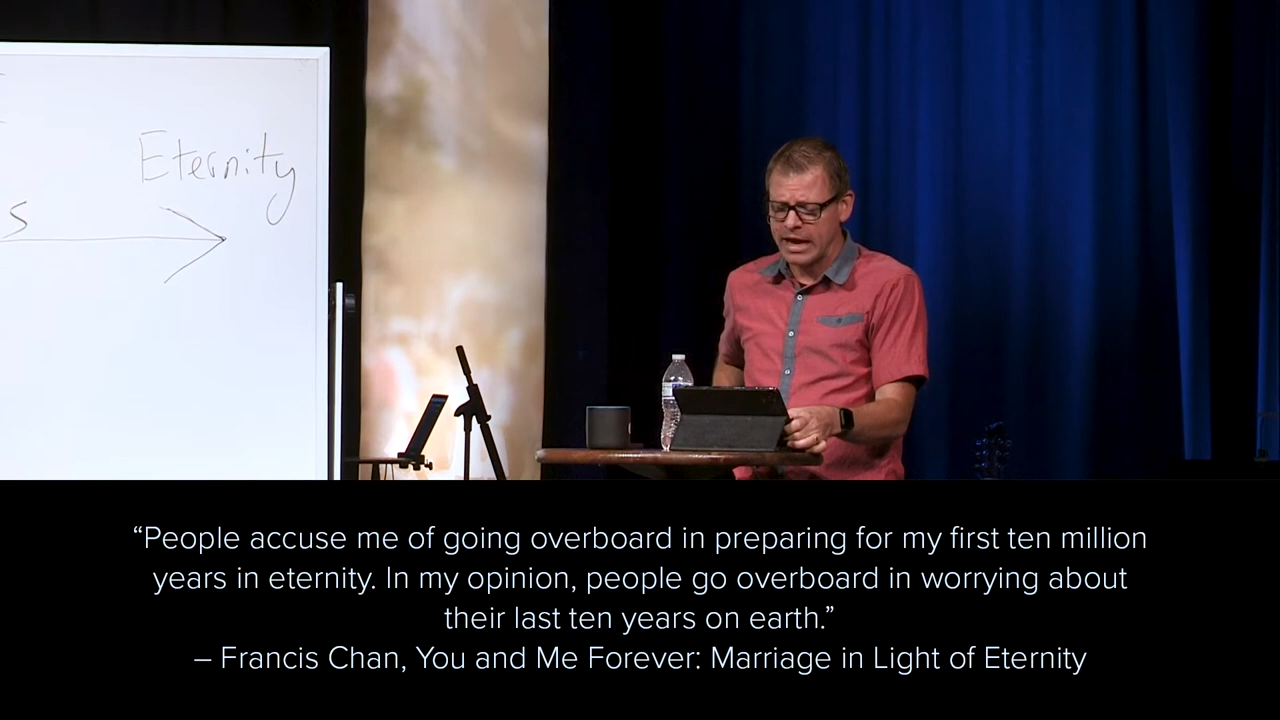 Eternity
s
“People accuse me of going overboard in preparing for my first ten million
years in eternity. In my opinion, people go overboard in worrying about
their last ten years on earth.”
– Francis Chan, You and Me Forever: Marriage in Light of Eternity